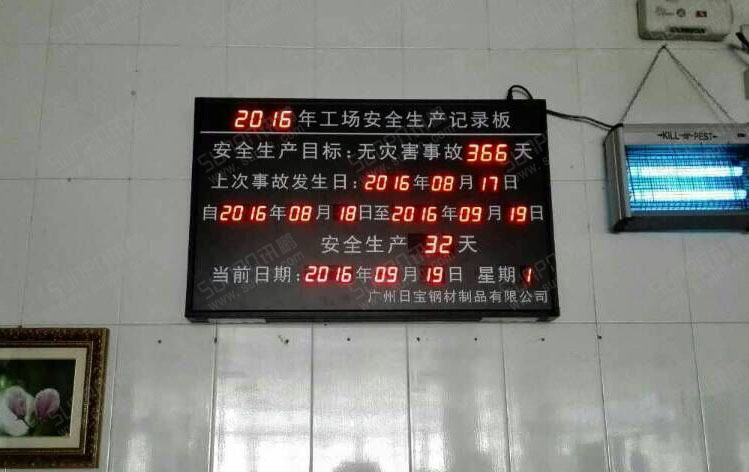 2016年工场安全生产记录板
安全生产目标:无灾害事故366天
上次事故发生日:2016年08月17日
自2016年08月18日至2016年09月19日
安全生产 32天
当前日期:2016年09月19日 星期1
广州日宝钢材制品有限公司
KILL PEST